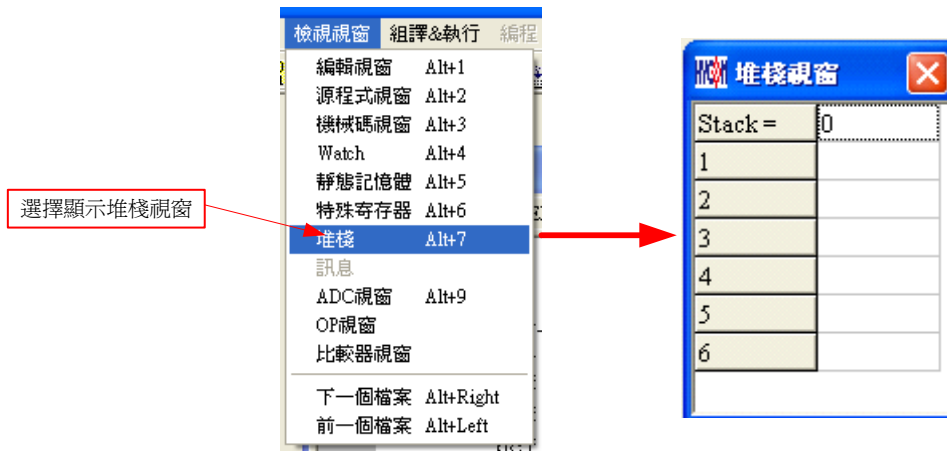 檢視視窗 組譯&執行 編程
編輯視窗 Alt+1
源程式視窗 Alt+2
機械碼視窗 Alt+3
Watch Alt+4
靜態記憶體 Alt+5
特殊寄存器 Alt+6
堆棧 Alt+7
訊息
ADC視窗 Alt+9
OP視窗
比較器視窗
下一個檔案 Alt+Right
前一個檔案 Alt+Left
選擇顯示堆棧視窗
HYCON 堆棧視窗
Stack = 0
1
2
3
4
5
6